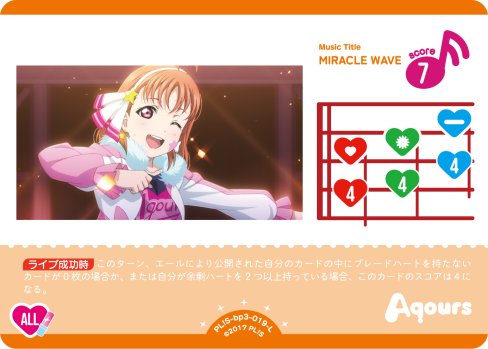 Music Title
MIRACLE WAVE
score
7
4
4
4
Aqours
ライブ成功時 このターン、エールにより公開された自分のカードの中にブレードハートを持たない
カードが0枚の場合か、または自分が余剰ハートを2つ以上持っている場合、このカードのスコアは4に
なる。
ALL
PL!S-bp3-019-L
©2017 PL!S
Aqours